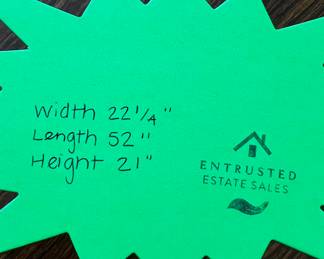 Width 22 1/4"
Length 52"
Height 21"
ENTRUSTED
ESTATE SALES